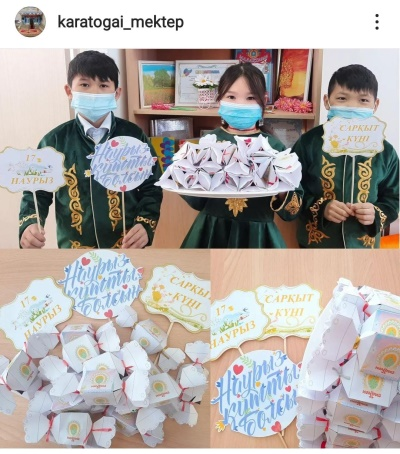 karatogai_mektep
17
НАУРЫЗ
Наурыз
құтты
болсын
САРҚЫТ
КҮНІ
17
НАУРЫЗ
Наурыз
құтты
болсын
САРҚЫТ
КҮНІ
17
НАУРЫЗ
САРҚЫТ
КҮНІ
Наурыз
құтты
болсын